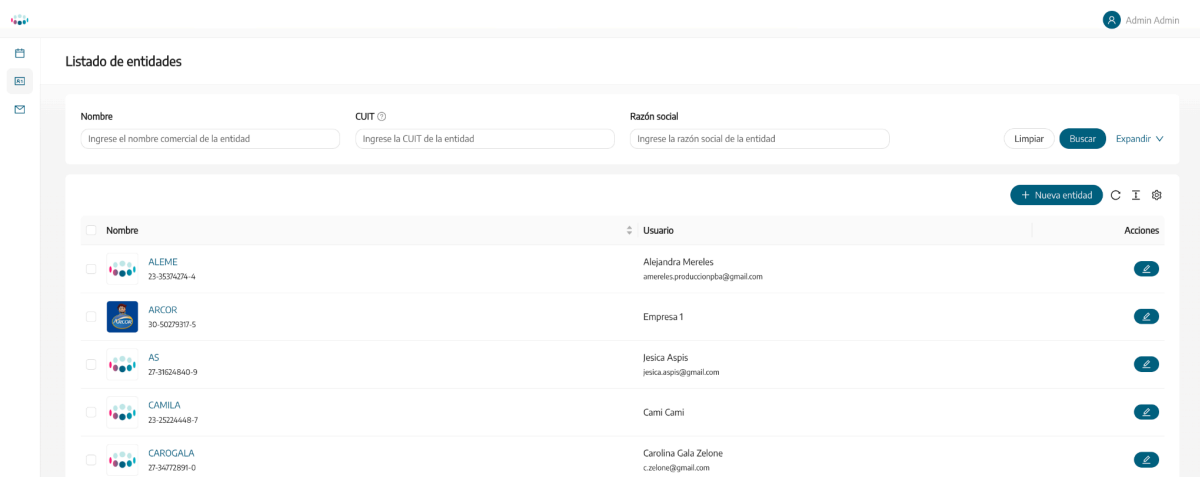 Admin Admin
Listado de entidades
Nombre CUIT Razón social
Ingrese el nombre comercial de la entidad Ingrese la CUIT de la entidad Ingrese la razón social de la entidad Limpiar Buscar Expandir
+ Nueva entidad
Nombre Usuario Acciones
ALEME Alejandra Mereles
23-35374274-4 amereles.produccionpba@gmail.com
ARCOR
ARCOR Empresa 1
30-50279317-5
AS Jesica Aspis
27-31624840-9 jesica.aspis@gmail.com
CAMILA Cami Cami
23-25224448-7
CAROGALA Carolina Gala Zelone
27-34772891-0 c.zelone@gmail.com